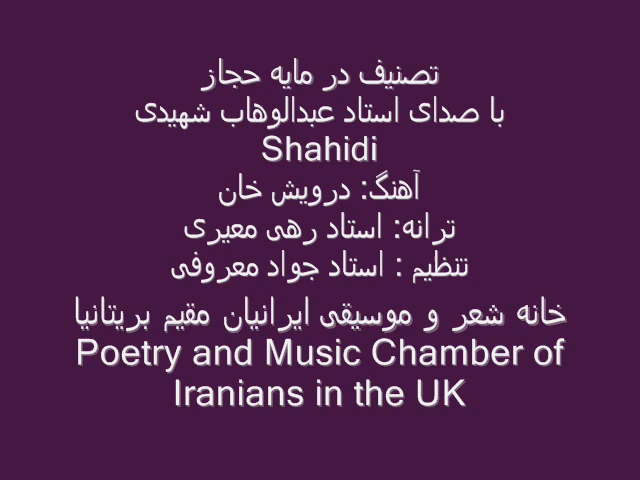 تصنیف در مایه حجاز
با صدای استاد عبدالوهاب شهیدی
Shahidi
آهنگ: درویش خان
ترانه: استاد رهی معیری
تنظیم : استاد جواد معروفی
خانه شعر و موسیقی ایرانیان مقیم بریتانیا
Poetry and Music Chamber of
Iranians in the UK